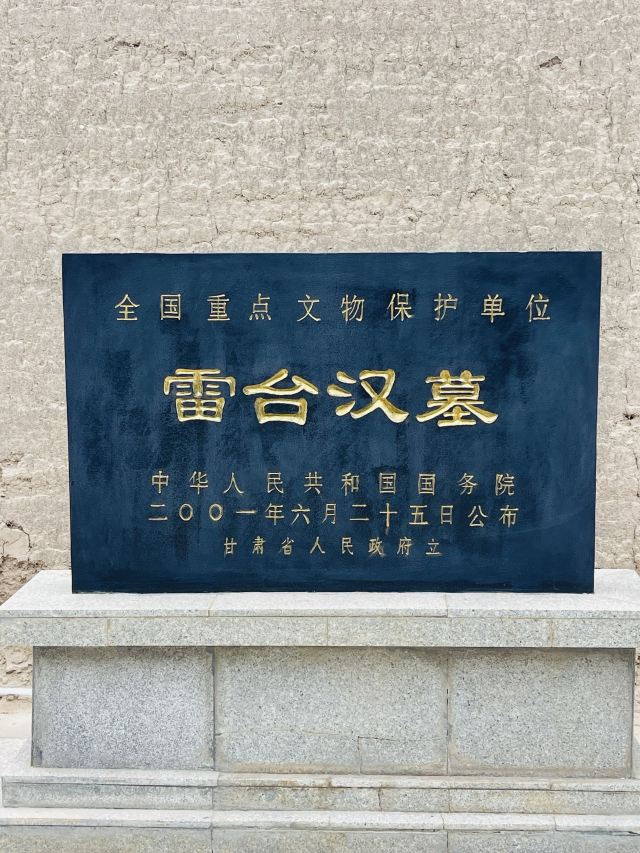 全国重点文物保护单位
雷台汉墓
中华人民共和国国务院
二〇〇一年六月二十五日公布
甘肃省人民政府立